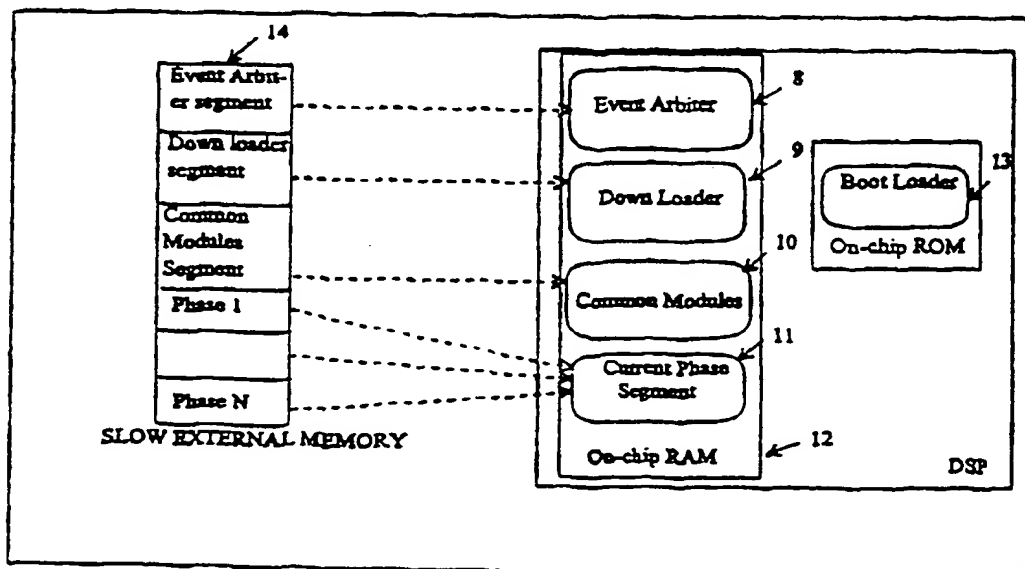 14
Event Arbit-
er segment
Down loader
segment
Common
Modules
Segment
Phase 1
Phase N
SLOW EXTERNAL MEMORY
Event Arbiter
8
Down Loader
9
Common Modules
10
Current Phase
Segment
11
On-chip RAM
12
Boot Loader
13
On-chip ROM
DSP